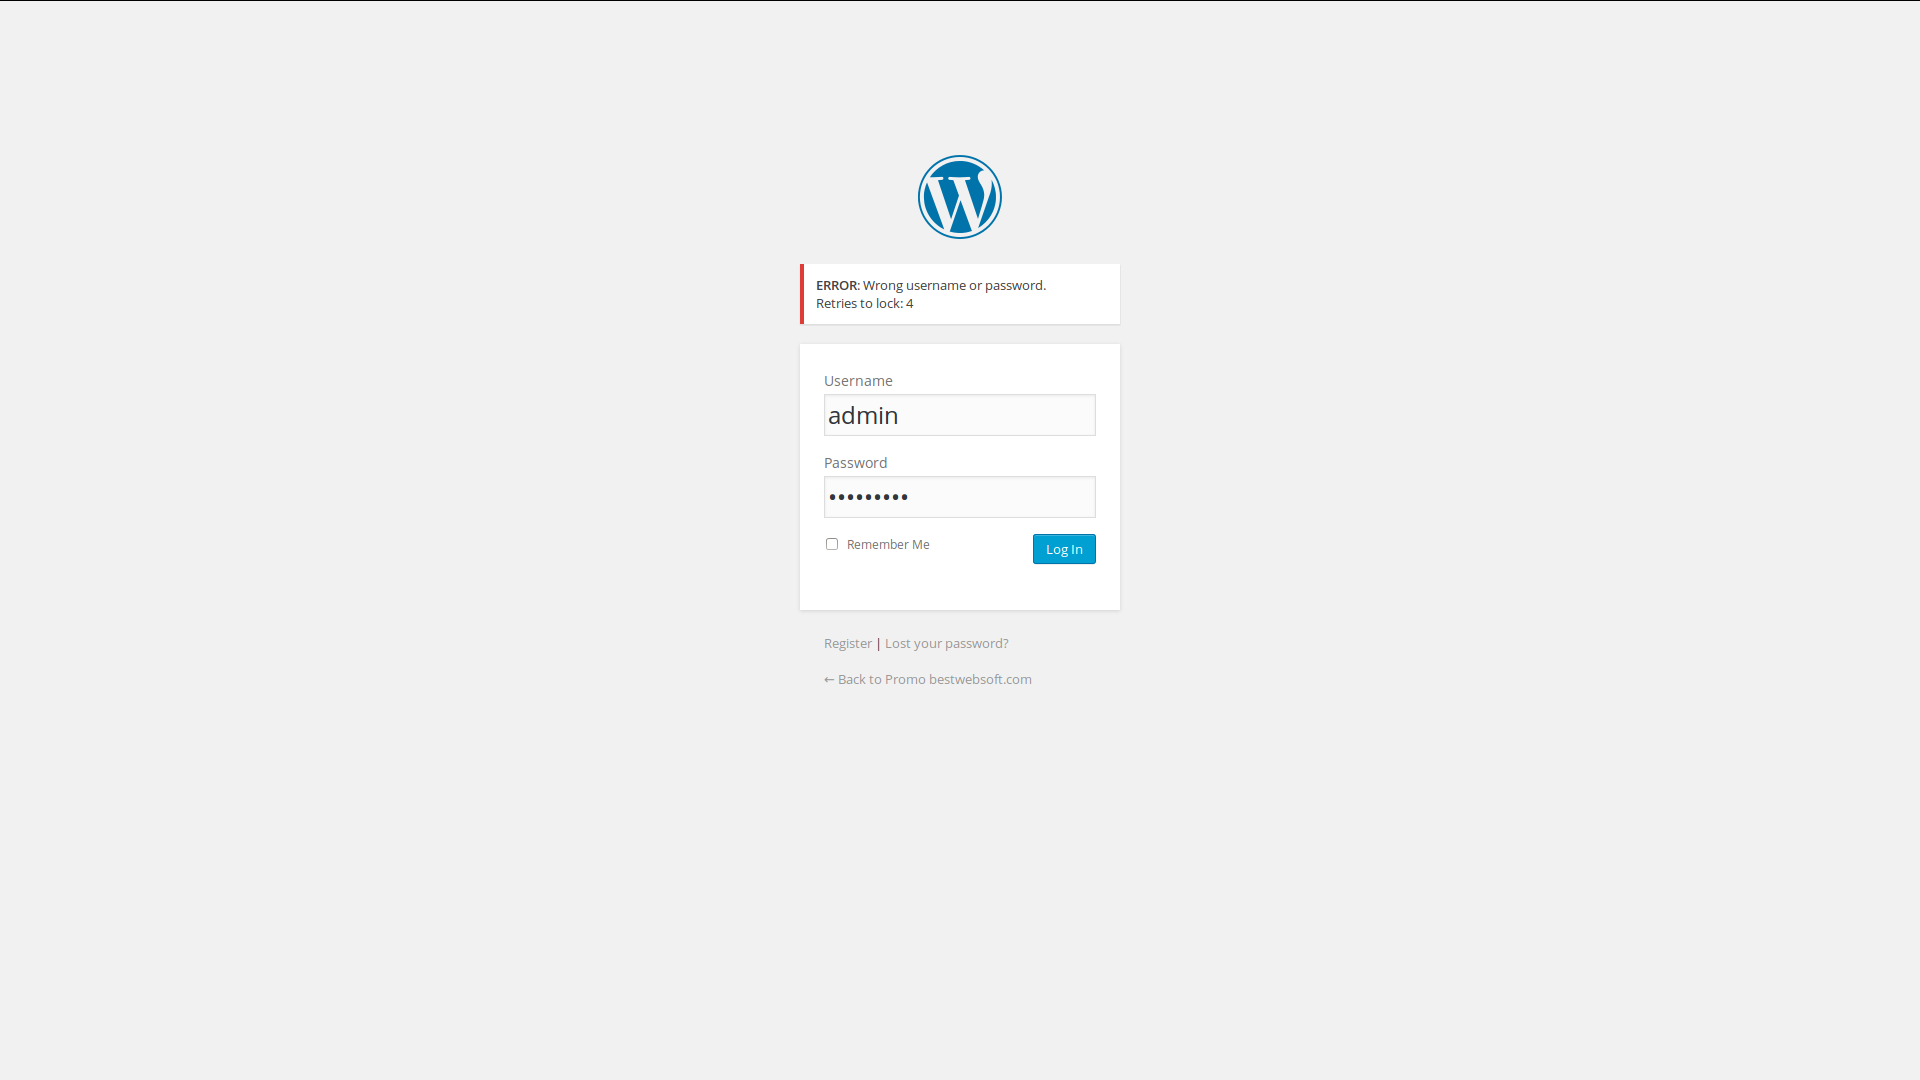 ERROR: Wrong username or password.
Retries to lock: 4
Username
admin
Password
•••••••••
Remember Me
Log In
Register | Lost your password?
← Back to Promo bestwebsoft.com